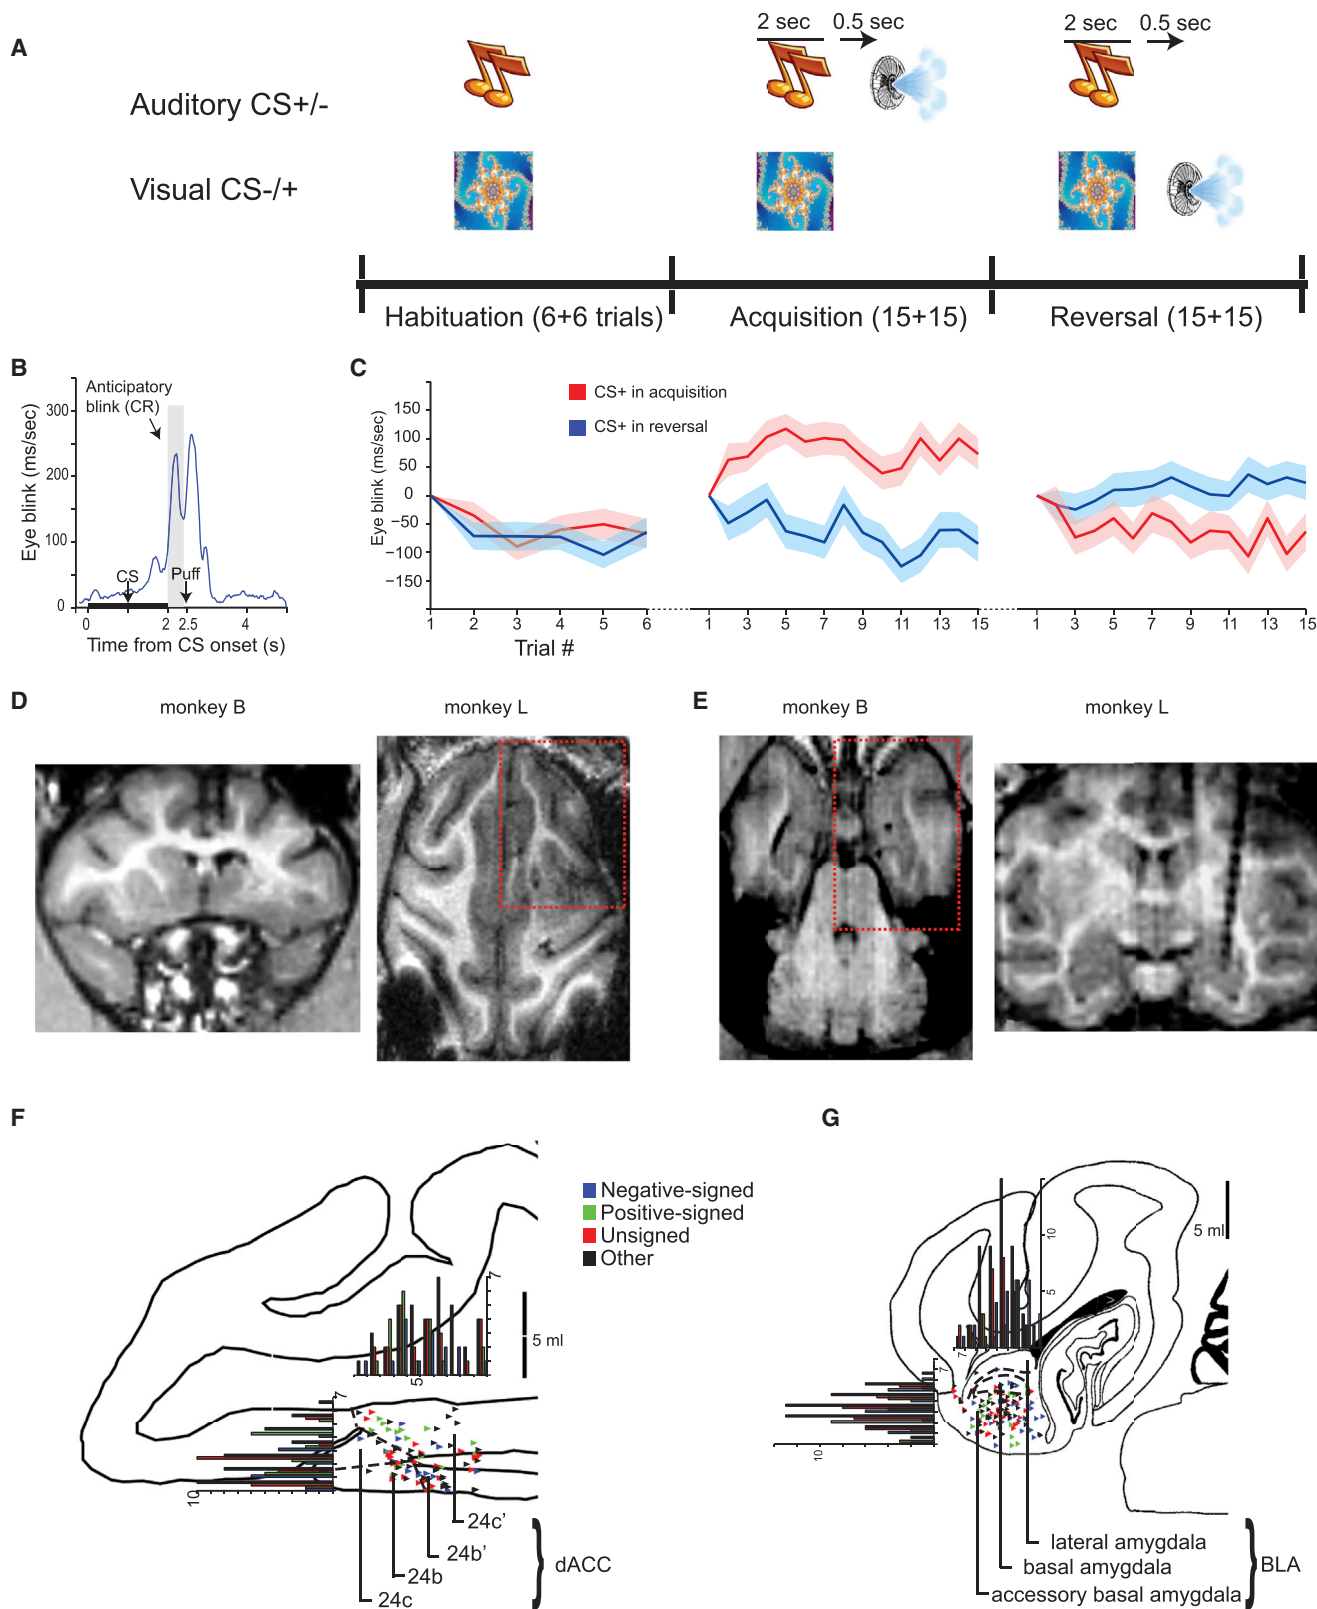 A
2 sec 0.5 sec
2 sec 0.5 sec
Auditory CS+/-
Visual CS-/+
Habituation (6+6 trials)
Acquisition (15+15)
Reversal (15+15)
B
Anticipatory
blink (CR)
Eye blink (ms/sec)
300
200
100
0
CS
Puff
0 2 2.5 4
Time from CS onset (s)
C
CS+ in acquisition
CS+ in reversal
Eye blink (ms/sec)
150
100
50
0
-50
−100
−150
1 2 3 4 5 6
1 3 5 7 9 11 13 15
1 3 5 7 9 11 13 15
Trial #
D
monkey B
monkey L
E
monkey B
monkey L
F
Negative-signed
Positive-signed
Unsigned
Other
7
5 ml
5
7
10
24c'
24b'
24b
24c
dACC
G
5 ml
10
5
7
7
10
lateral amygdala
basal amygdala
accessory basal amygdala
BLA